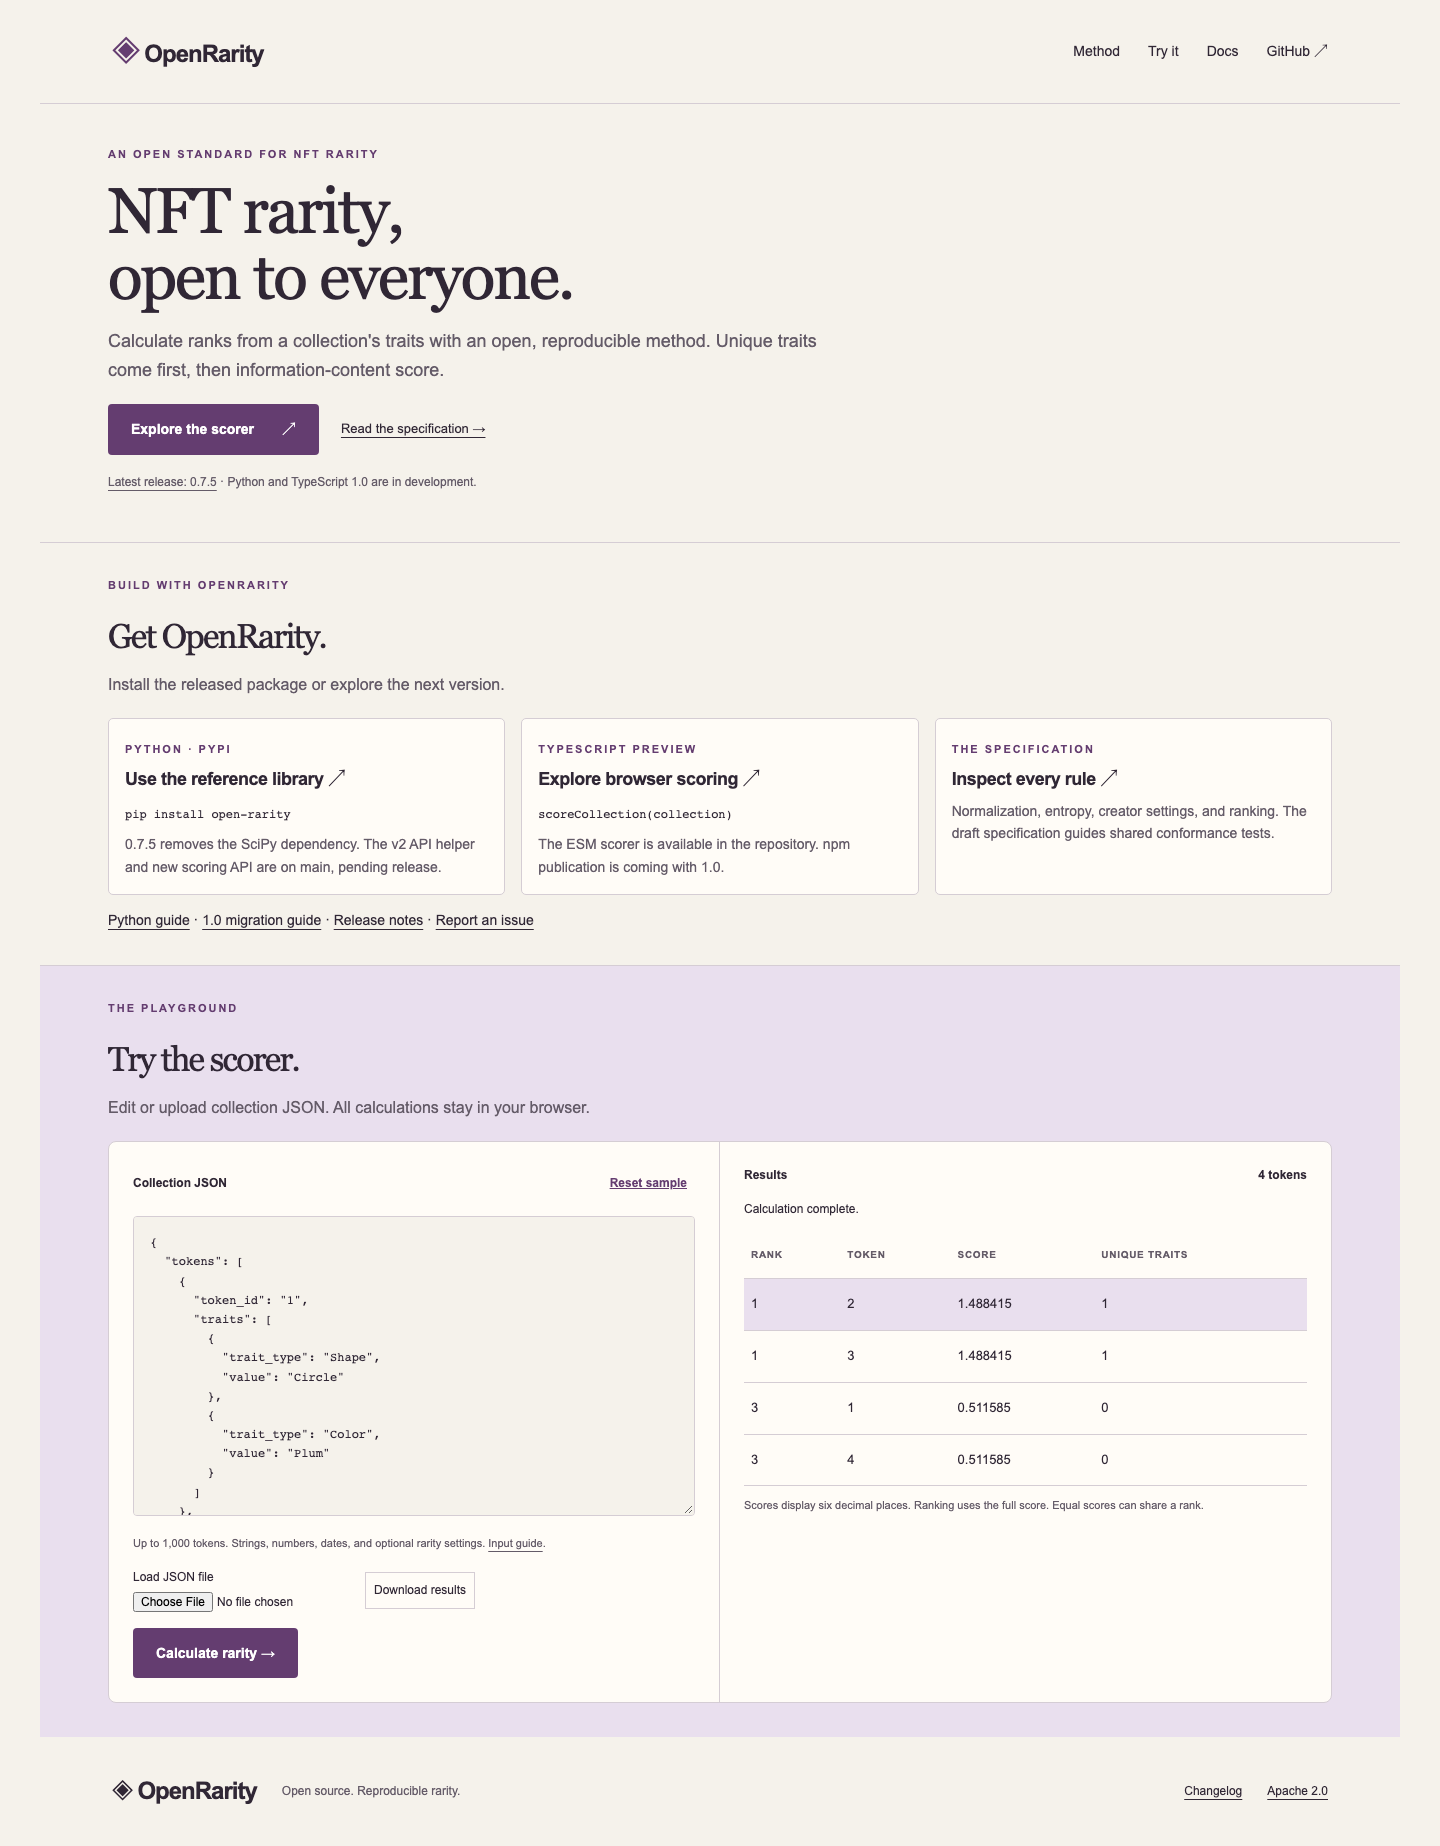 OpenRarity
Method Try it Docs GitHub ↗
AN OPEN STANDARD FOR NFT RARITY
NFT rarity,
open to everyone.
Calculate ranks from a collection's traits with an open, reproducible method. Unique traits
come first, then information-content score.
Explore the scorer ↗
Read the specification →
Latest release: 0.7.5 · Python and TypeScript 1.0 are in development.
BUILD WITH OPENRARITY
Get OpenRarity.
Install the released package or explore the next version.
PYTHON · PYPI
Use the reference library ↗
pip install open-rarity
0.7.5 removes the SciPy dependency. The v2 API helper
and new scoring API are on main, pending release.
TYPESCRIPT PREVIEW
Explore browser scoring ↗
scoreCollection(collection)
The ESM scorer is available in the repository. npm
publication is coming with 1.0.
THE SPECIFICATION
Inspect every rule ↗
Normalization, entropy, creator settings, and ranking. The
draft specification guides shared conformance tests.
Python guide · 1.0 migration guide · Release notes · Report an issue
THE PLAYGROUND
Try the scorer.
Edit or upload collection JSON. All calculations stay in your browser.
Collection JSON
Reset sample
{
"tokens": [
{
"token_id": "1",
"traits": [
{
"trait_type": "Shape",
"value": "Circle"
},
{
"trait_type": "Color",
"value": "Plum"
}
]
},
Up to 1,000 tokens. Strings, numbers, dates, and optional rarity settings. Input guide.
Load JSON file
Choose File No file chosen
Download results
Calculate rarity →
Results
4 tokens
Calculation complete.
RANK TOKEN SCORE UNIQUE TRAITS
1 2 1.488415 1
1 3 1.488415 1
3 1 0.511585 0
3 4 0.511585 0
Scores display six decimal places. Ranking uses the full score. Equal scores can share a rank.
OpenRarity
Open source. Reproducible rarity.
Changelog Apache 2.0